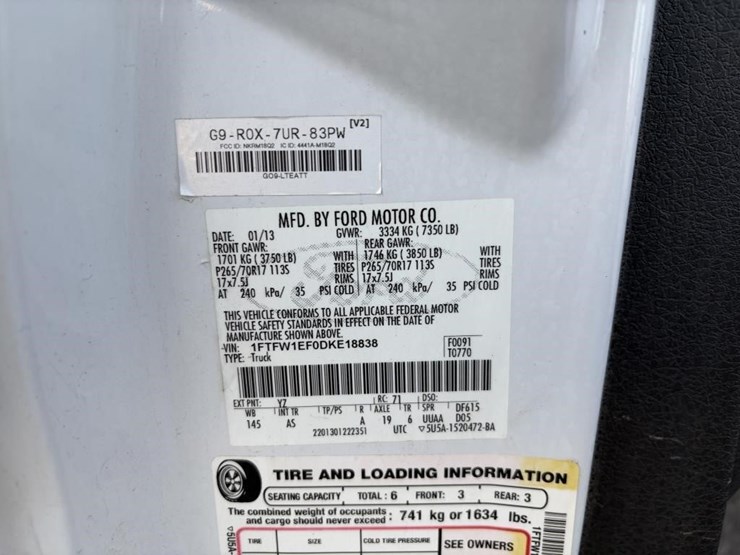 G9-R0X-7UR-83PW [V2]
FCC ID: NKRM18Q2 IC ID: 4441A-M18Q2
GO9-LTEATT
MFD. BY FORD MOTOR CO.
DATE: 01/13 GVWR: 3334 KG ( 7350 LB)
FRONT GAWR: REAR GAWR:
1701 KG ( 3750 LB) WITH 1746 KG ( 3850 LB) WITH
P265/70R17 113S TIRES P265/70R17 113S TIRES
17x7.5J RIMS 17x7.5J RIMS
AT 240 kPa/ 35 PSI COLD AT 240 kPa/ 35 PSI COLD
THIS VEHICLE CONFORMS TO ALL APPLICABLE FEDERAL MOTOR
VEHICLE SAFETY STANDARDS IN EFFECT ON THE DATE OF
MANUFACTURE SHOWN ABOVE.
VIN: 1FTFW1EF0DKE18838 F0091
TYPE: Truck T0770
EXT PNT: YZ RC: 71 DSO:
WB INT TR TP/PS R AXLE TR SPR DF615
145 AS A 19 6 UUAA D05
2201301222351 UTC ▽5U5A-1520472-BA
TIRE AND LOADING INFORMATION
SEATING CAPACITY TOTAL : 6 FRONT: 3 REAR: 3
The combined weight of occupants and cargo should never exceed : 741 kg or 1634 lbs.
TIRE SIZE COLD TIRE PRESSURE SEE OWNERS
▽5U5A-
1FTFW